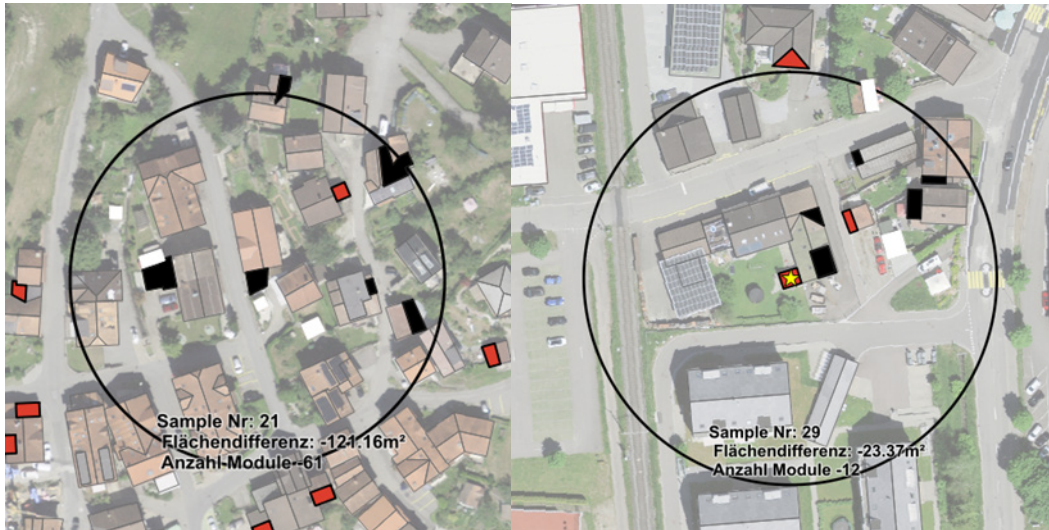 Sample Nr: 21
Flächendifferenz: -121.16m²
Anzahl Module -61
Sample Nr: 29
Flächendifferenz: -23.37m²
Anzahl Module -12